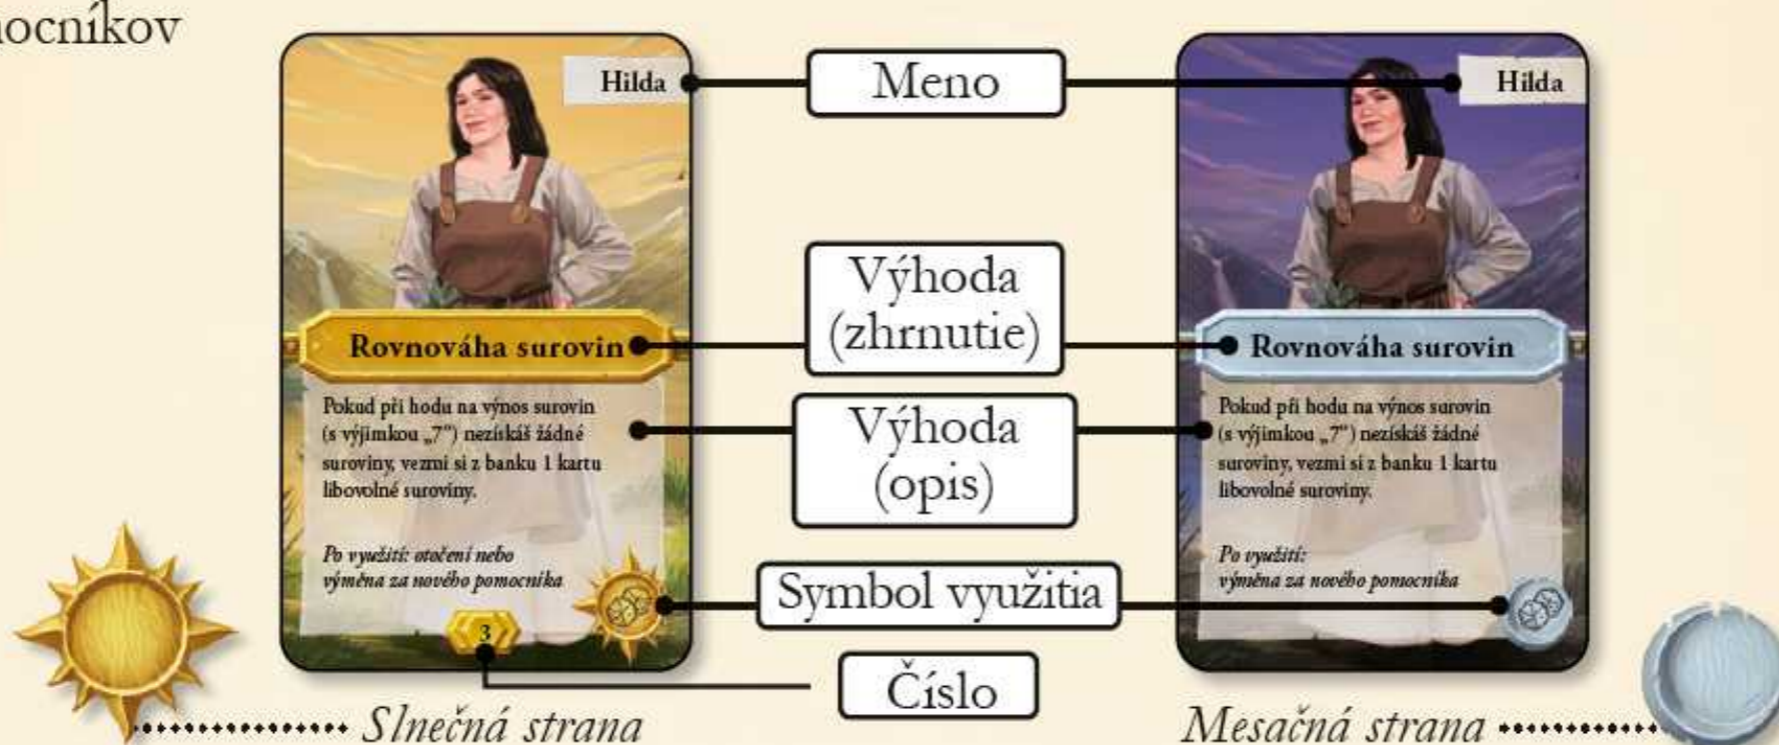 mocníkov
Hilda
Meno
Hilda
Výhoda
(zhrnutie)
Rovnováha surovin
Rovnováha surovin
Pokud při hodu na výnos surovin
(s výjimkou „7“) nezískáš žádné
suroviny, vezmi si z banku 1 kartu
libovolné suroviny.
Výhoda
(opis)
Pokud při hodu na výnos surovin
(s výjimkou „7“) nezískáš žádné
suroviny, vezmi si z banku 1 kartu
libovolné suroviny.
Po využití: otočení nebo
výměna za nového pomocníka
Symbol využitia
Po využití:
výměna za nového pomocníka
3
Číslo
Slnečná strana
Mesačná strana